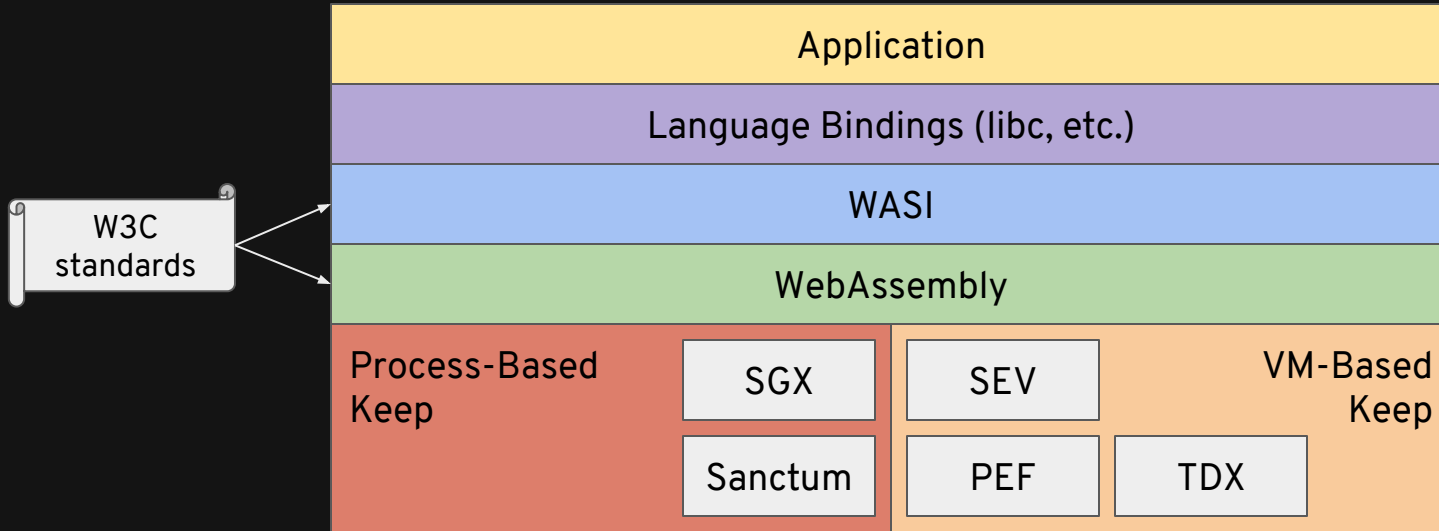 Application
Language Bindings (libc, etc.)
WASI
WebAssembly
W3C
standards
Process-Based
Keep
SGX
Sanctum
SEV
PEF
TDX
VM-Based
Keep